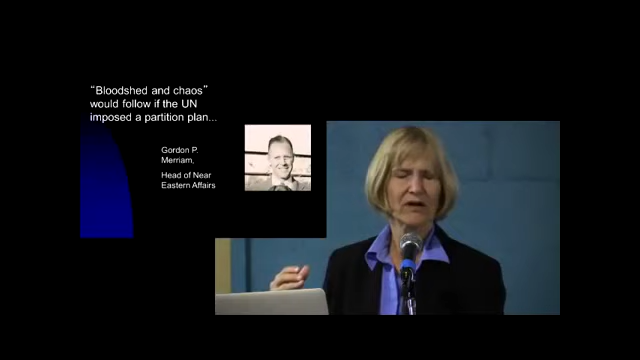 “Bloodshed and chaos”
would follow if the UN
imposed a partition plan...
Gordon P.
Merriam,
Head of Near
Eastern Affairs